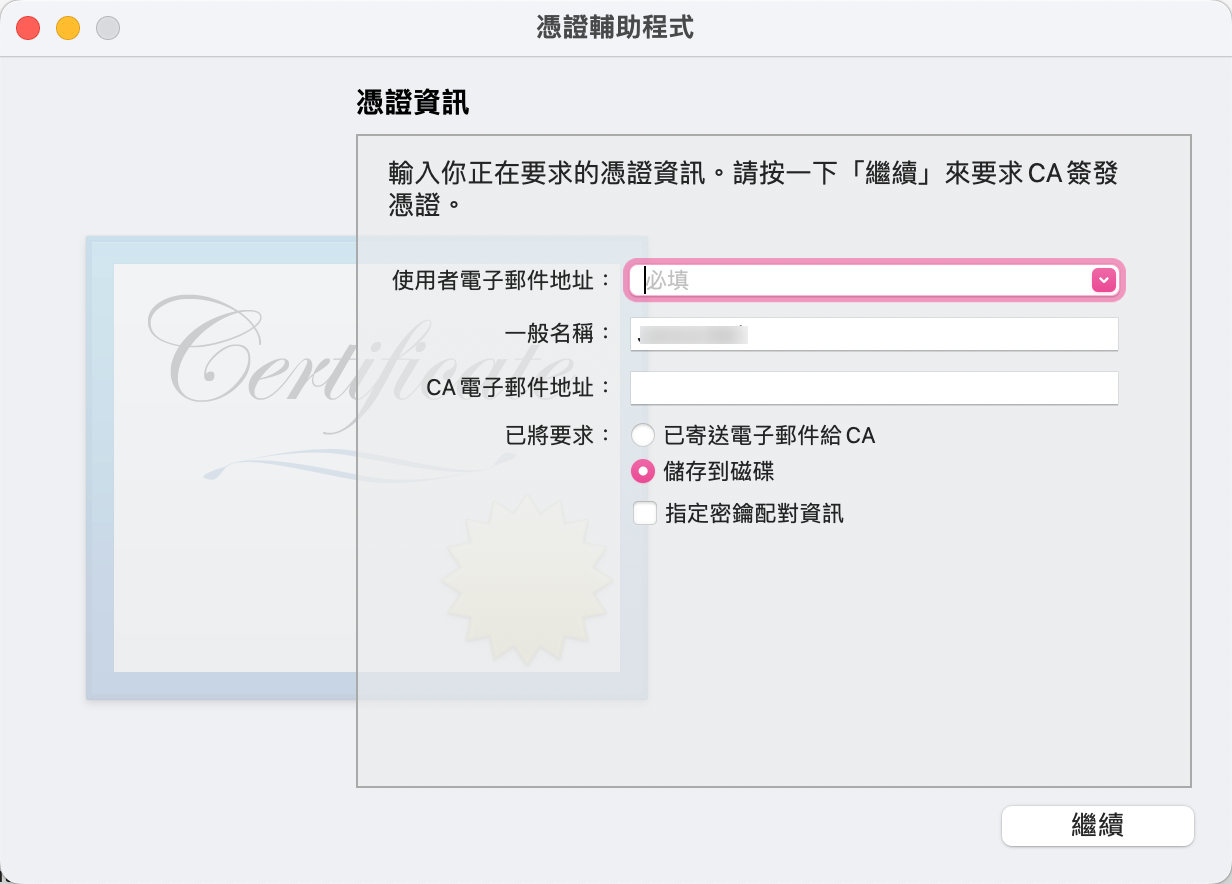 憑證輔助程式
憑證資訊
輸入你正在要求的憑證資訊。請按一下「繼續」來要求 CA 簽發
憑證。
使用者電子郵件地址：
必填
一般名稱：
CA 電子郵件地址：
已將要求：
已寄送電子郵件給 CA
儲存到磁碟
指定密鑰配對資訊
Certificate
繼續